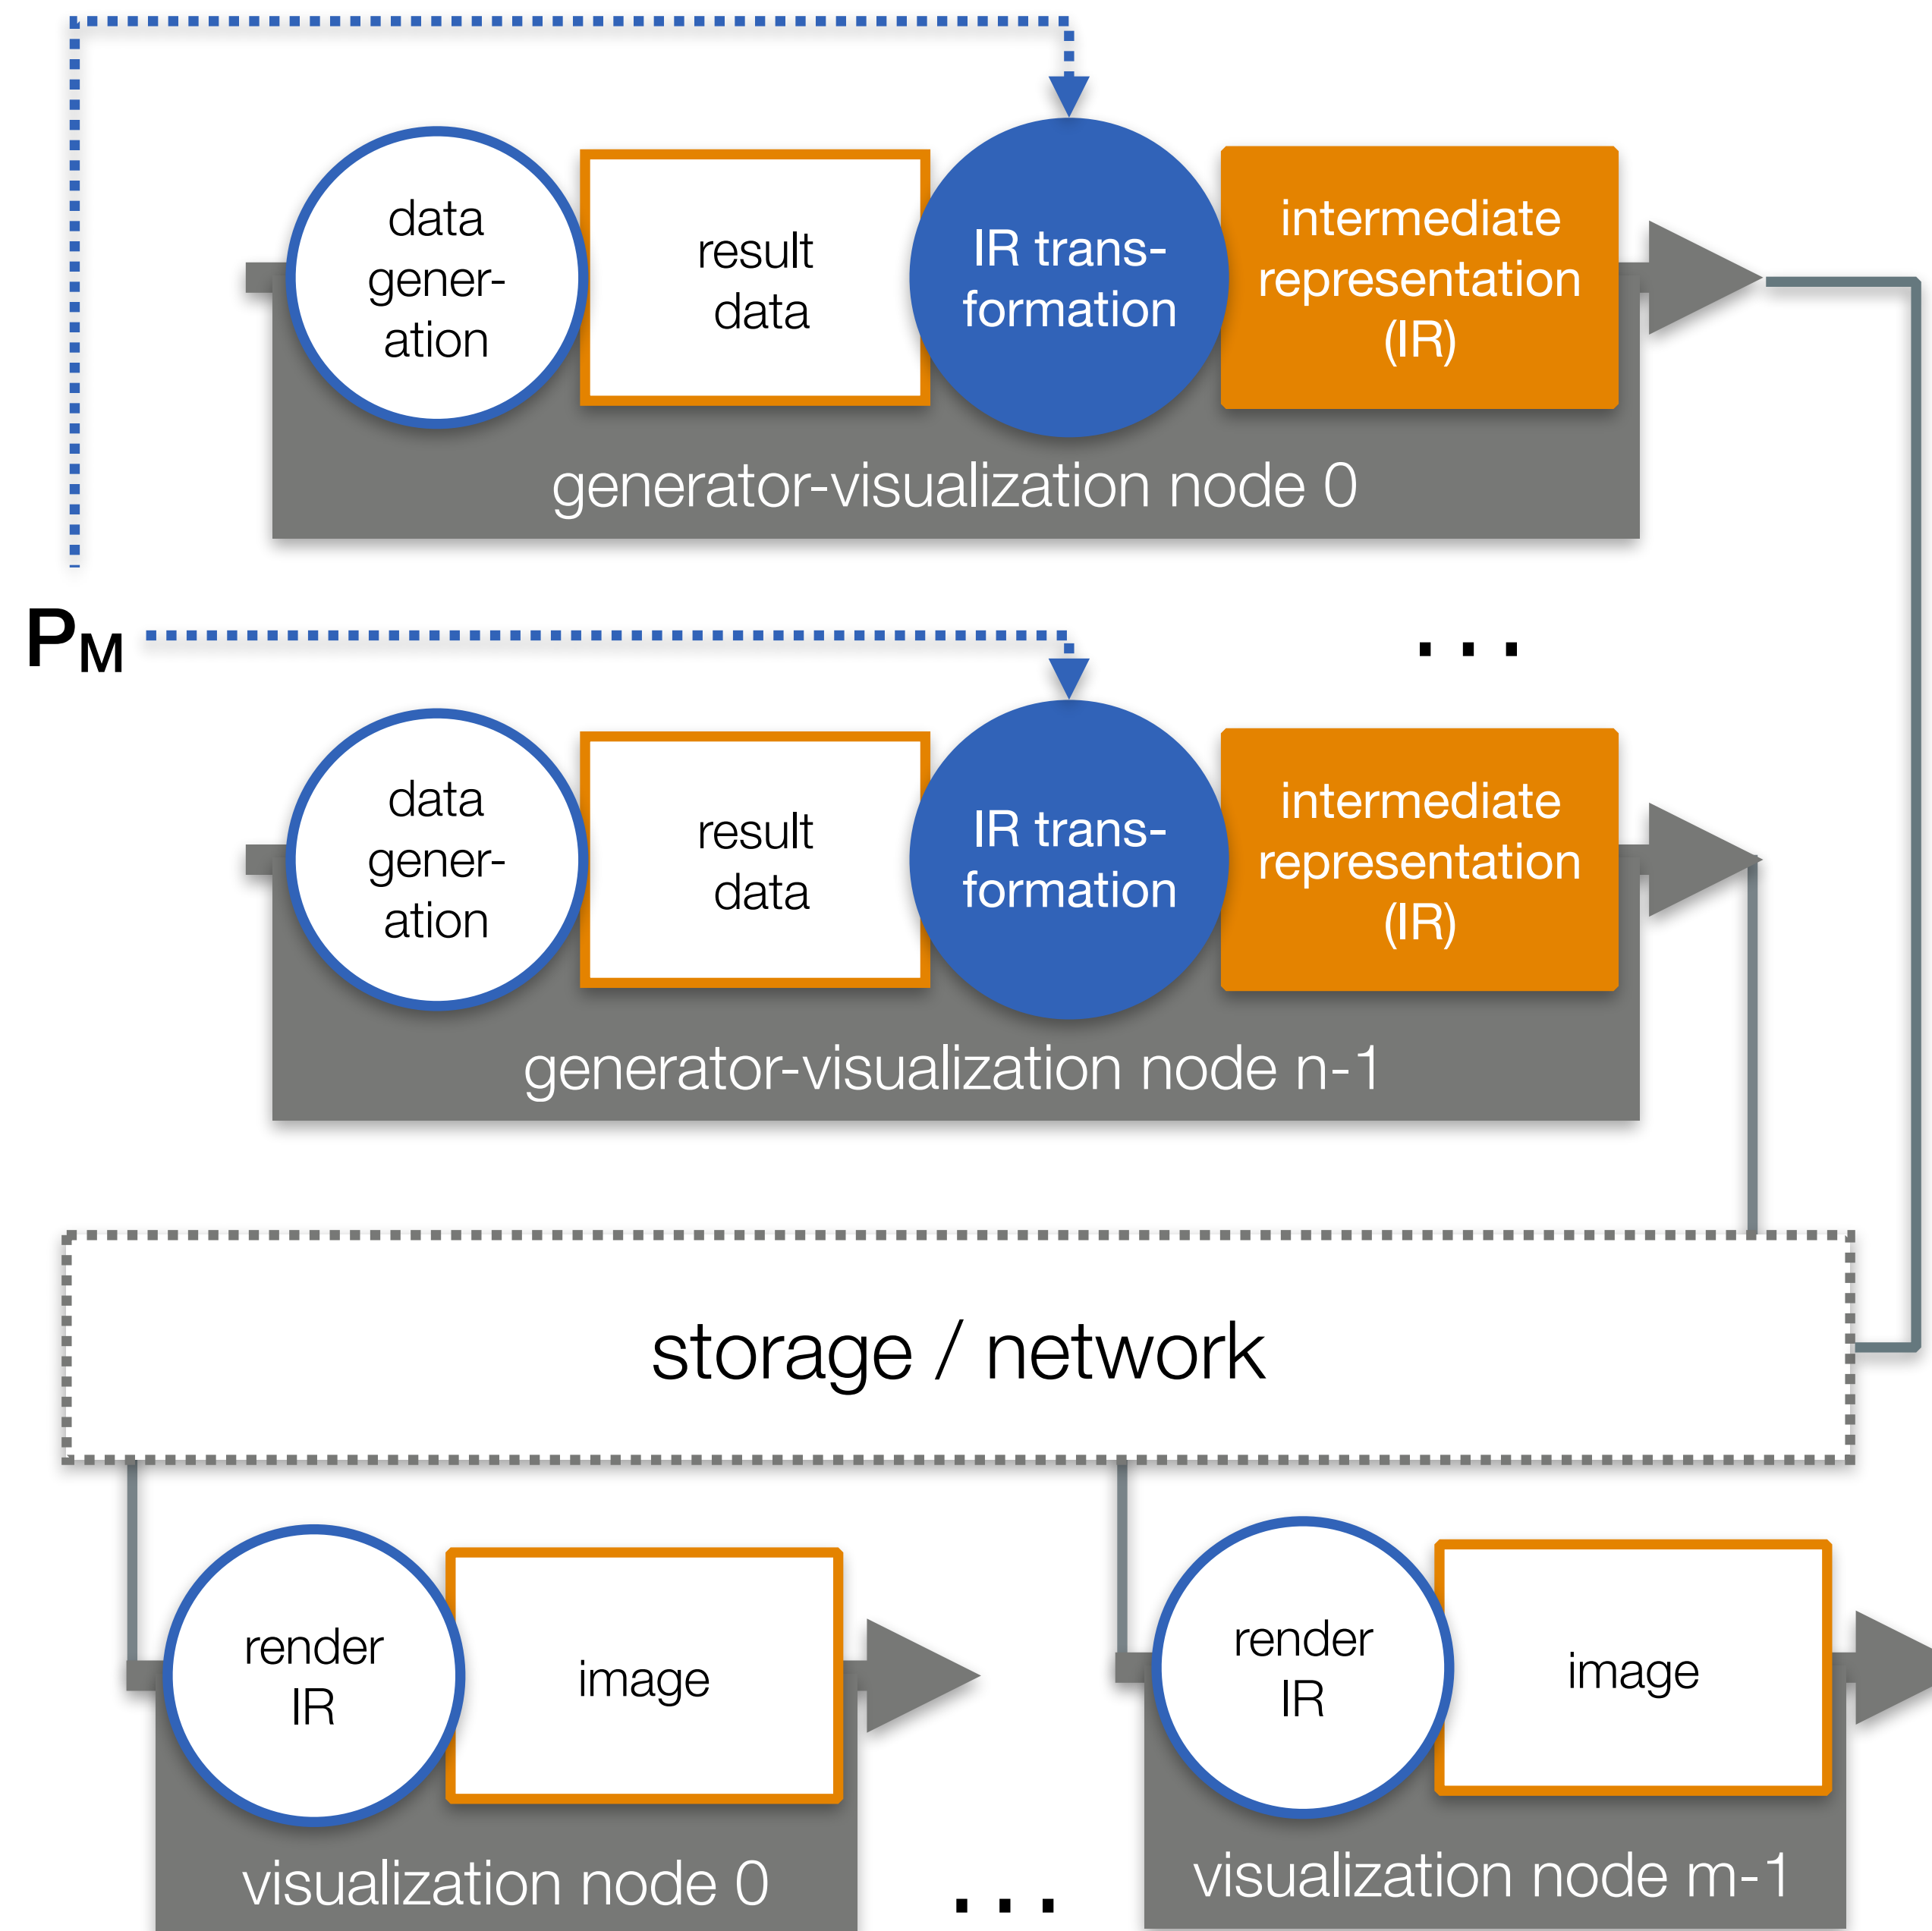 data
gener-
ation
result
data
IR trans-
formation
intermediate
representation
(IR)
generator-visualization node 0
PM
...
data
gener-
ation
result
data
IR trans-
formation
intermediate
representation
(IR)
generator-visualization node n-1
storage / network
render
IR
image
visualization node 0
...
render
IR
image
visualization node m-1